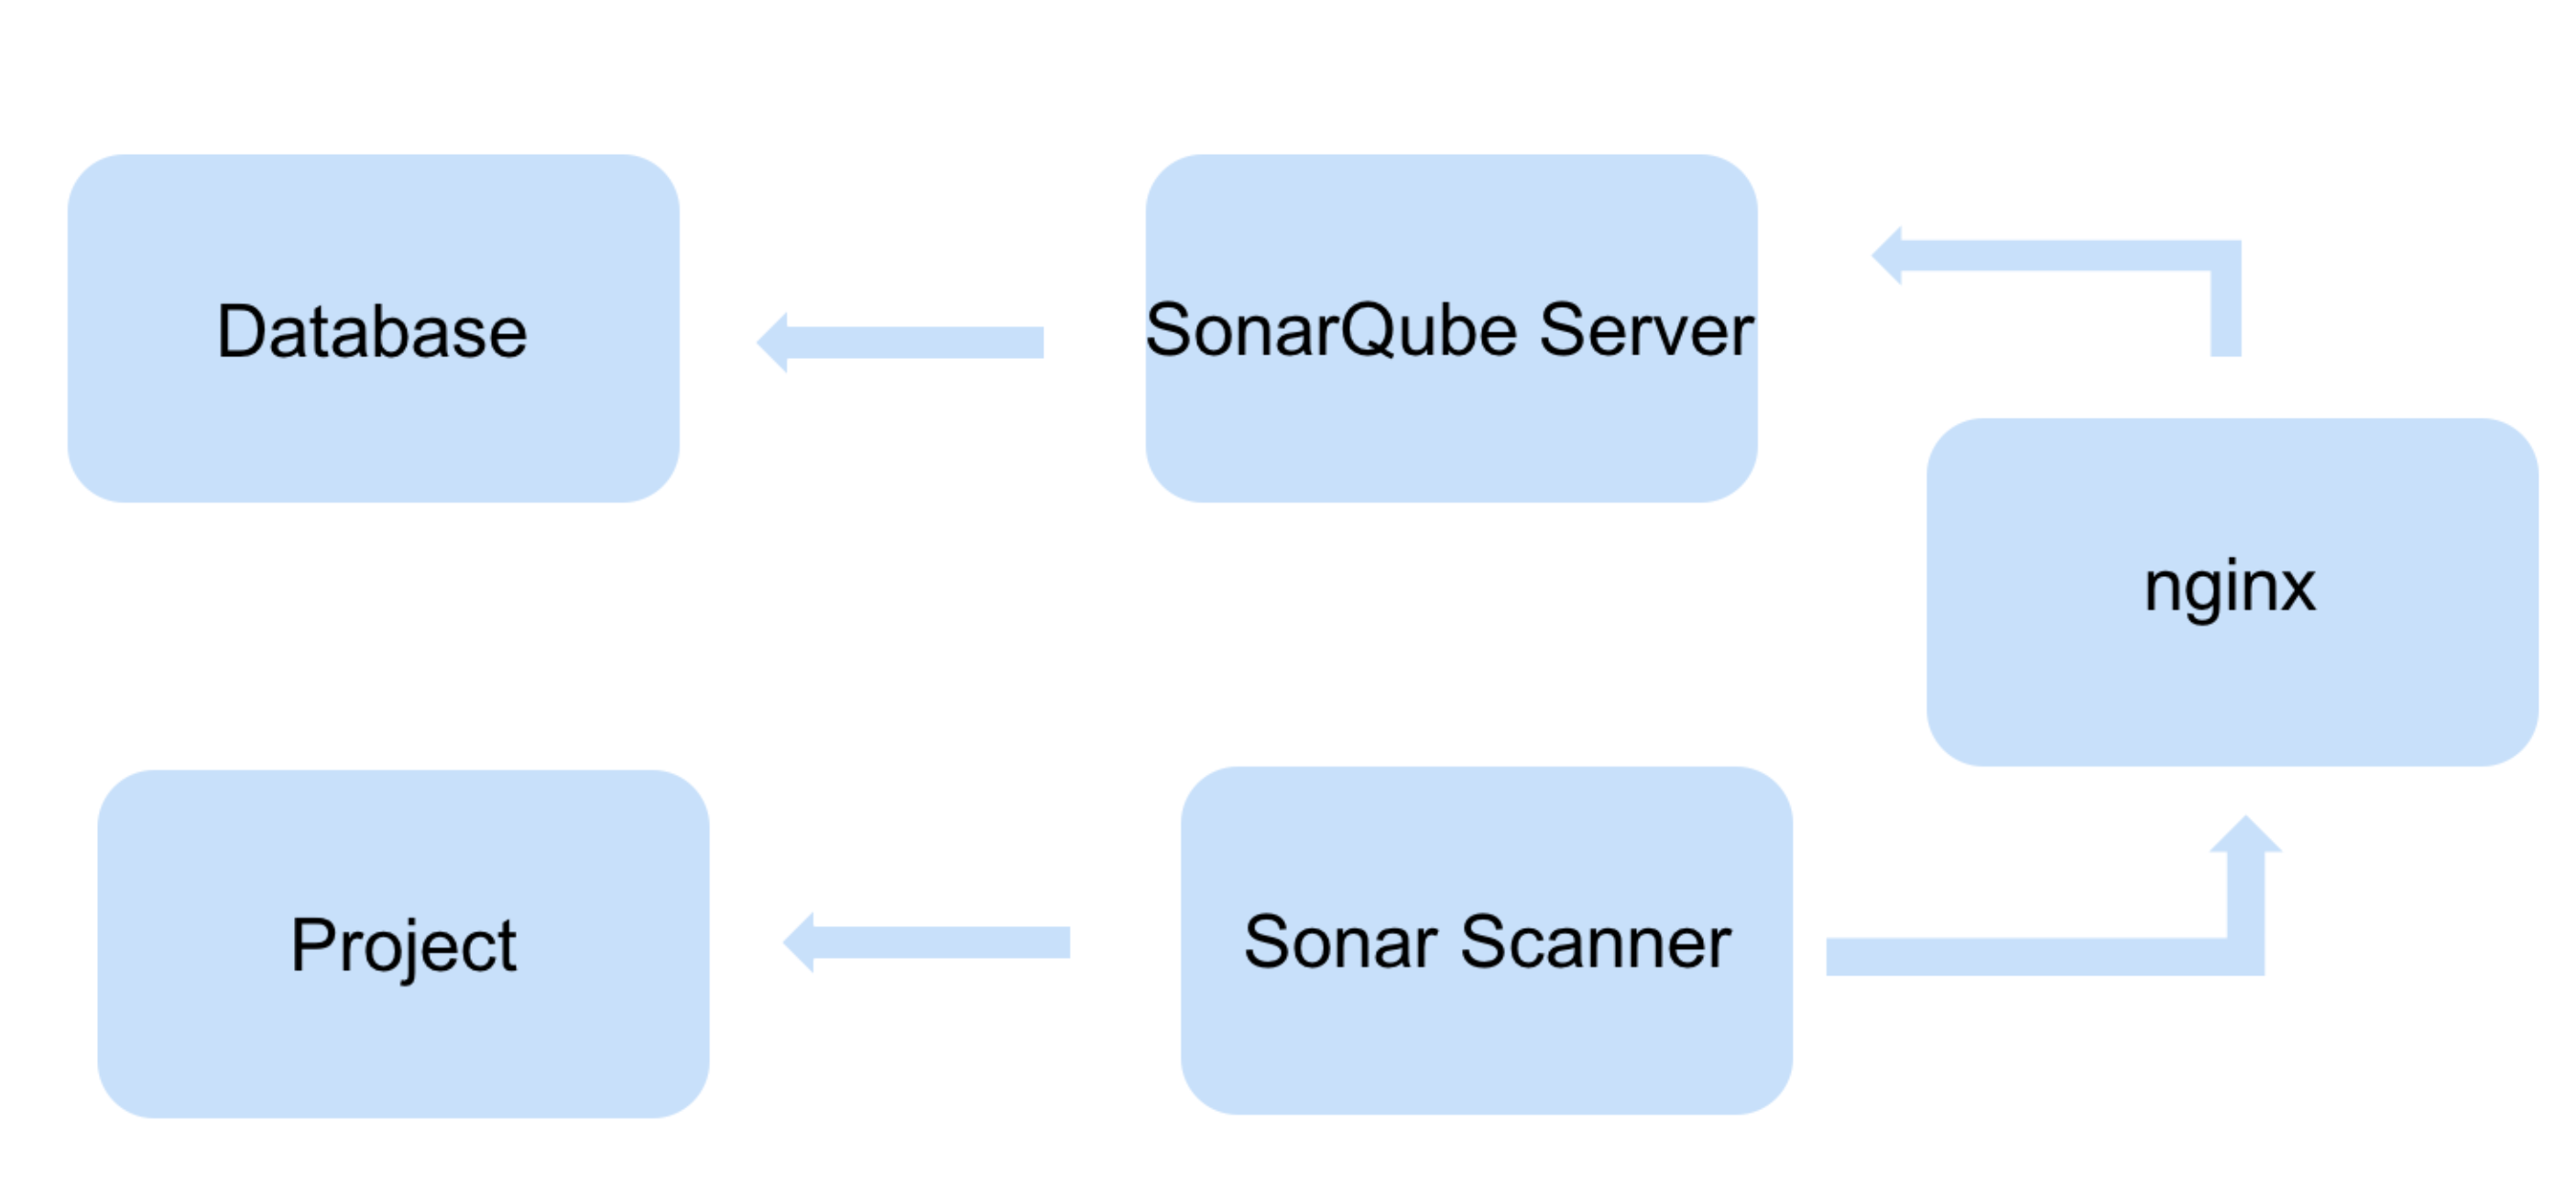 Database
SonarQube Server
nginx
Project
Sonar Scanner